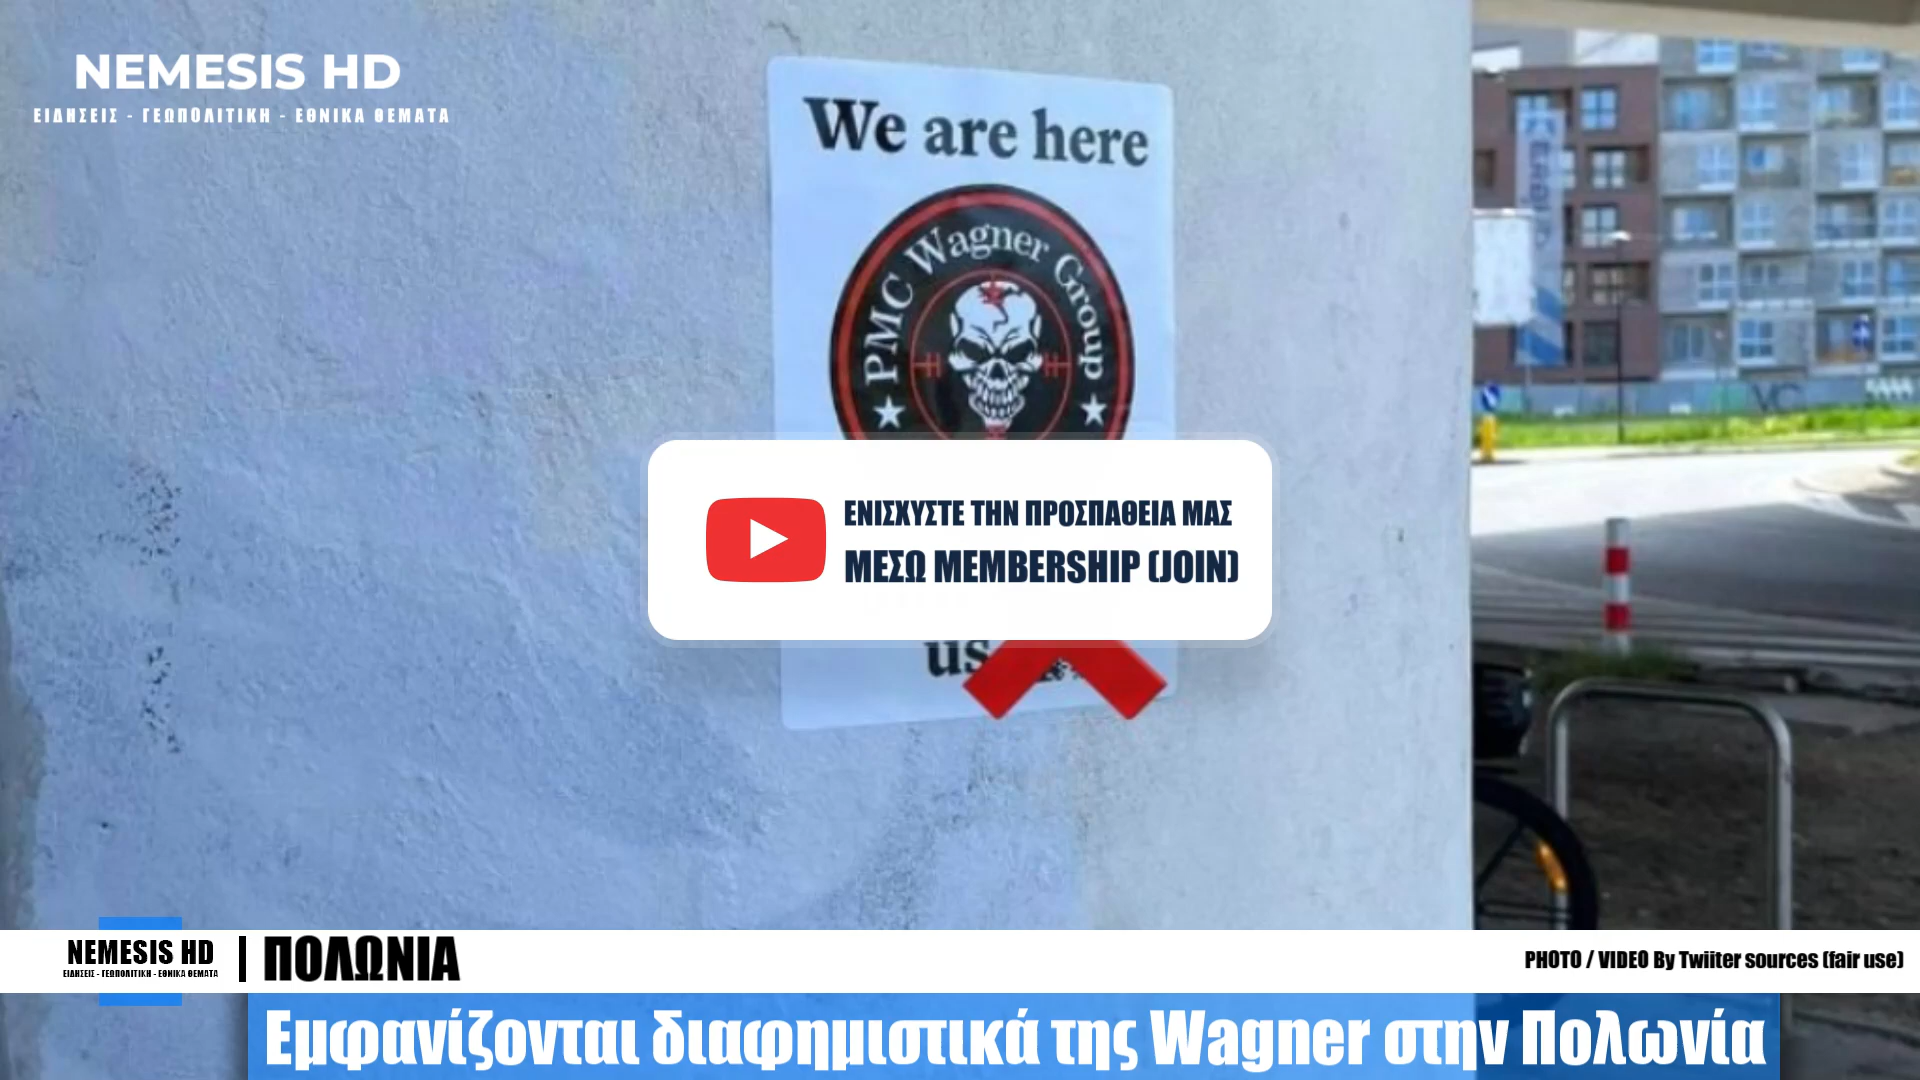 NEMESIS HD
ΕΙΔΗΣΕΙΣ - ΓΕΩΠΟΛΙΤΙΚΗ - ΕΘΝΙΚΑ ΘΕΜΑΤΑ
We are here
PMC Wagner Group
ΕΝΙΣΧΥΣΤΕ ΤΗΝ ΠΡΟΣΠΑΘΕΙΑ ΜΑΣ
ΜΕΣΩ MEMBERSHIP (JOIN)
us
NEMESIS HD
ΕΙΔΗΣΕΙΣ - ΓΕΩΠΟΛΙΤΙΚΗ - ΕΘΝΙΚΑ ΘΕΜΑΤΑ
ΠΟΛΩΝΙΑ
PHOTO / VIDEO By Twiiter sources (fair use)
Εμφανίζονται διαφημιστικά της Wagner στην Πολωνία